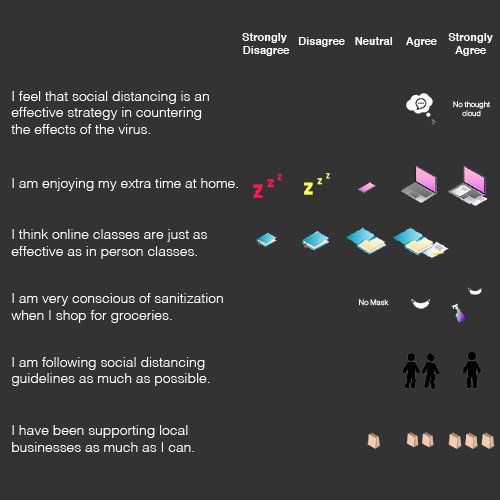 Strongly Disagree Neutral Agree Strongly
Disagree Agree
I feel that social distancing is an
effective strategy in countering
the effects of the virus.
No thought
cloud
I am enjoying my extra time at home.
z z z
z z z
I think online classes are just as
effective as in person classes.
I am very conscious of sanitization
when I shop for groceries.
No Mask
I am following social distancing
guidelines as much as possible.
I have been supporting local
businesses as much as I can.